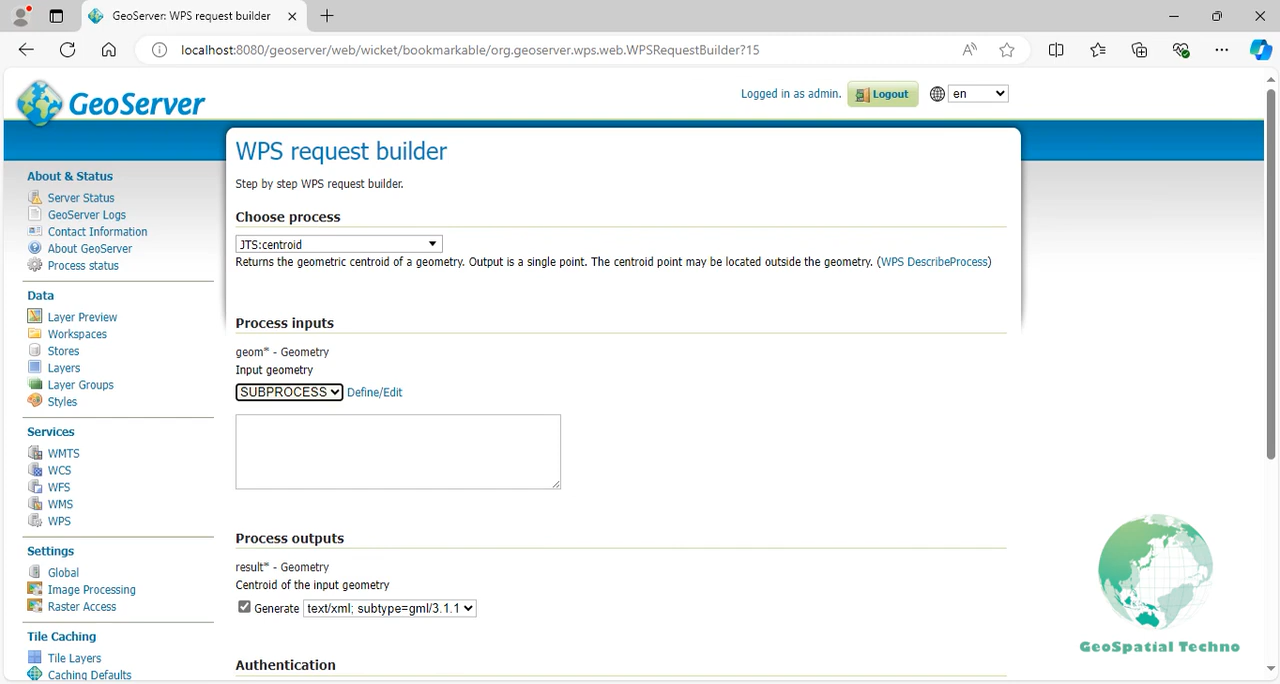 GeoServer: WPS request builder
localhost:8080/geoserver/web/wicket/bookmarkable/org.geoserver.wps.web.WPSRequestBuilder?15
GeoServer
Logged in as admin.
Logout
en
About & Status
Server Status
GeoServer Logs
Contact Information
About GeoServer
Process status
Data
Layer Preview
Workspaces
Stores
Layers
Layer Groups
Styles
Services
WMTS
WCS
WFS
WMS
WPS
Settings
Global
Image Processing
Raster Access
Tile Caching
Tile Layers
Caching Defaults
WPS request builder
Step by step WPS request builder.
Choose process
JTS:centroid
Returns the geometric centroid of a geometry. Output is a single point. The centroid point may be located outside the geometry. (WPS DescribeProcess)
Process inputs
geom* - Geometry
Input geometry
SUBPROCESS Define/Edit
Process outputs
result* - Geometry
Centroid of the input geometry
Generate text/xml; subtype=gml/3.1.1
Authentication
GeoSpatial Techno